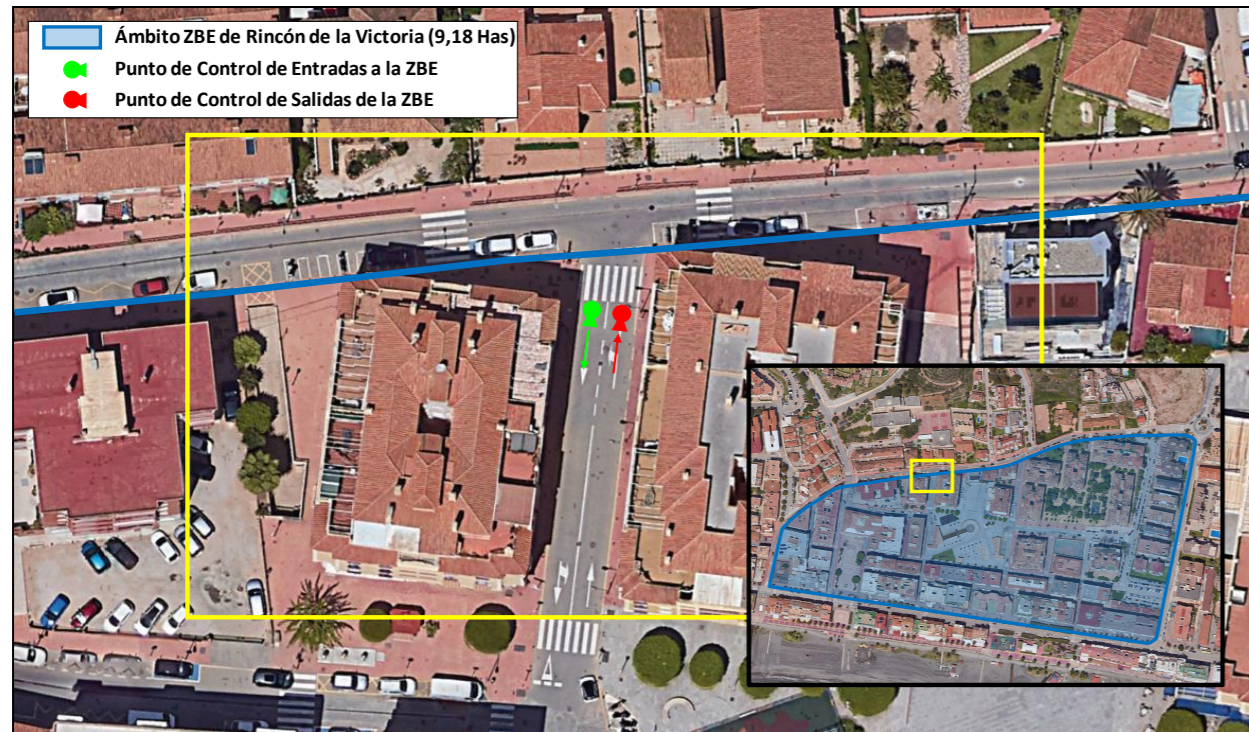 Ámbito ZBE de Rincón de la Victoria (9,18 Has)
Punto de Control de Entradas a la ZBE
Punto de Control de Salidas de la ZBE